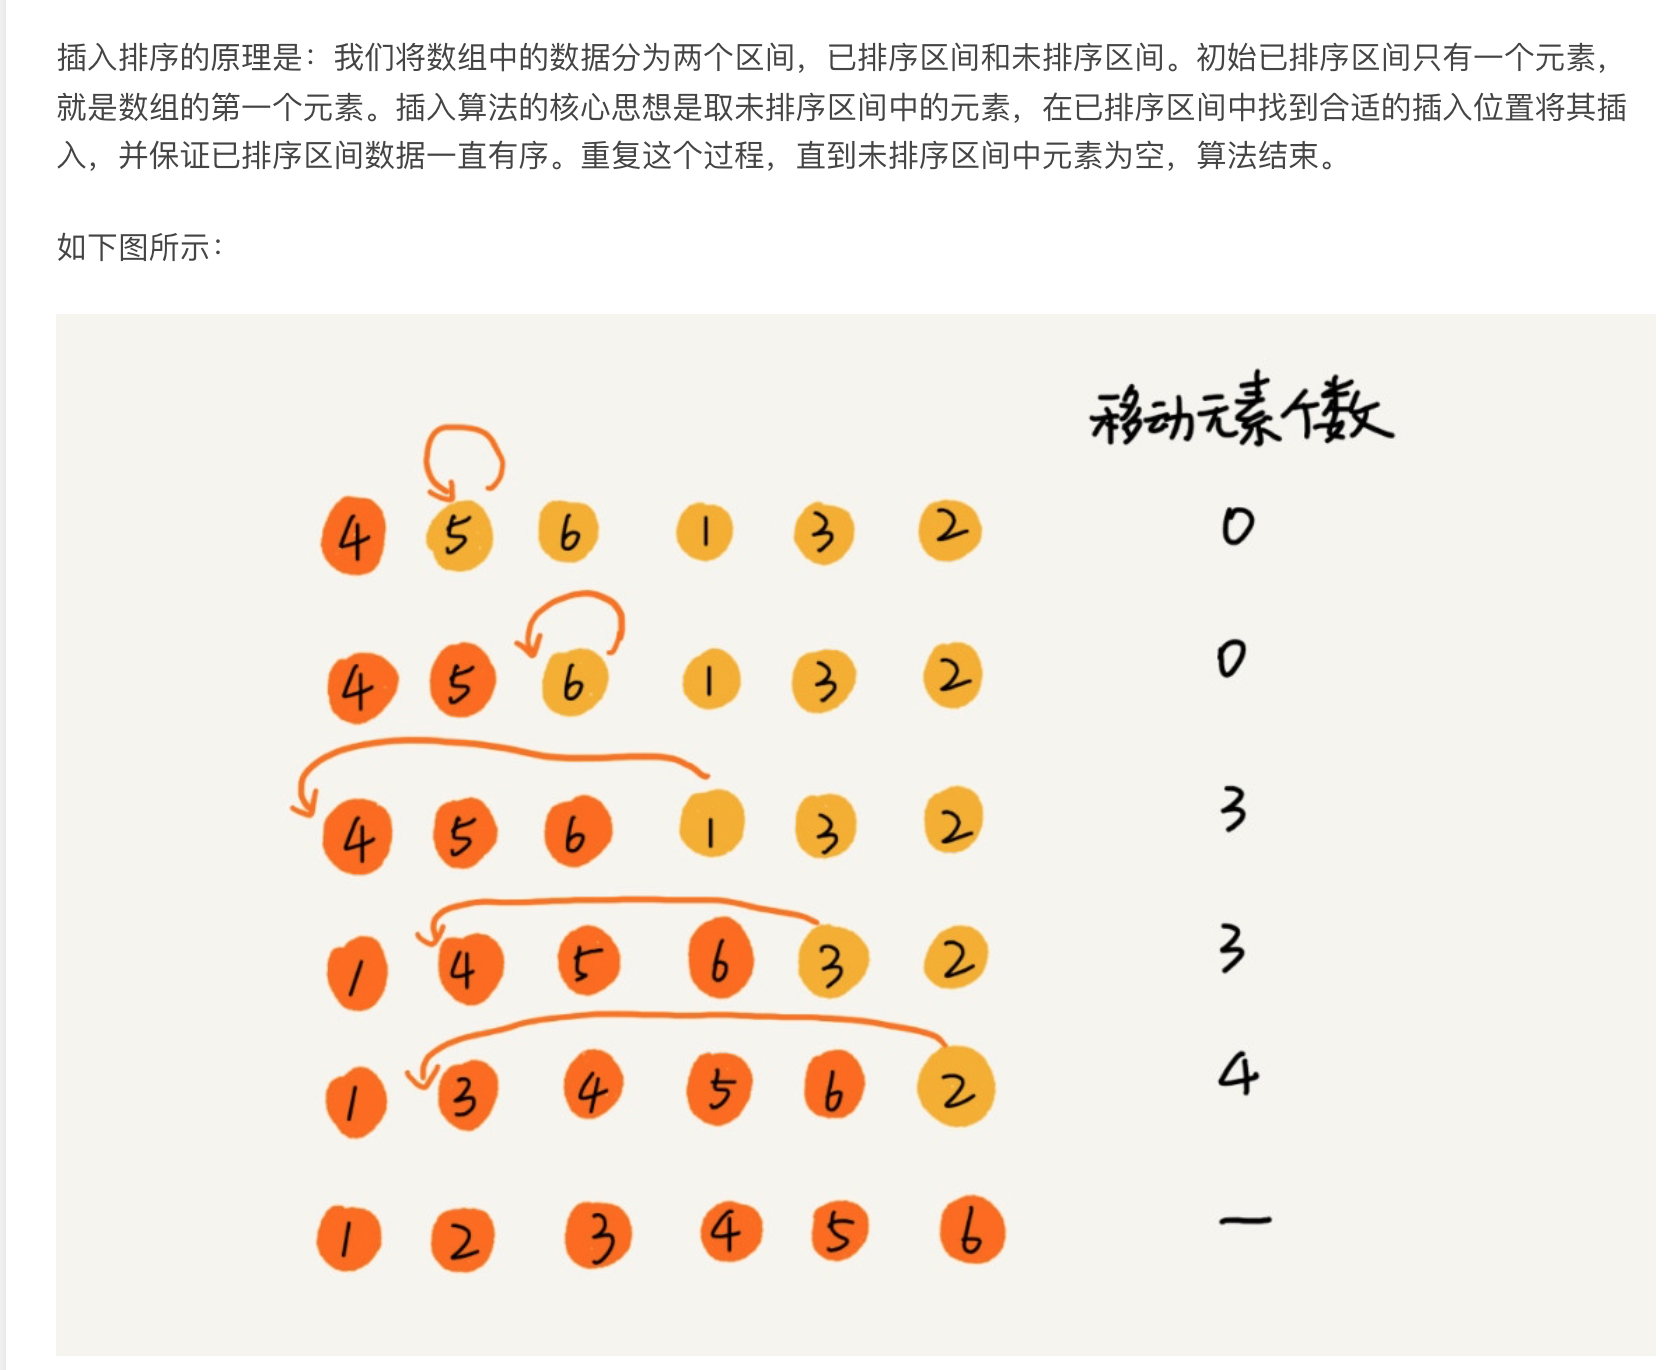 插入排序的原理是：我们将数组中的数据分为两个区间，已排序区间和未排序区间。初始已排序区间只有一个元素，
就是数组的第一个元素。插入算法的核心思想是取未排序区间中的元素，在已排序区间中找到合适的插入位置将其插
入，并保证已排序区间数据一直有序。重复这个过程，直到未排序区间中元素为空，算法结束。
如下图所示：
移动元素个数
4 5 6 1 3 2 0
4 5 6 1 3 2 0
4 5 6 1 3 2 3
1 4 5 6 3 2 3
1 3 4 5 6 2 4
1 2 3 4 5 6 —